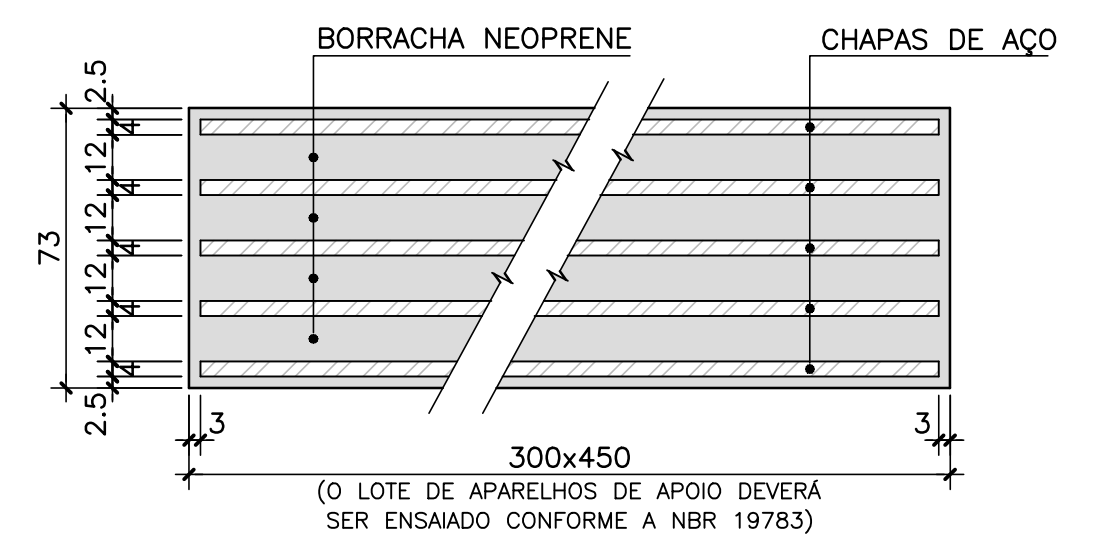 BORRACHA NEOPRENE
CHAPAS DE AÇO
2.5
4
12
4
12
4
12
4
12
4
2.5
73
3
3
300x450
(O LOTE DE APARELHOS DE APOIO DEVERÁ
SER ENSAIADO CONFORME A NBR 19783)